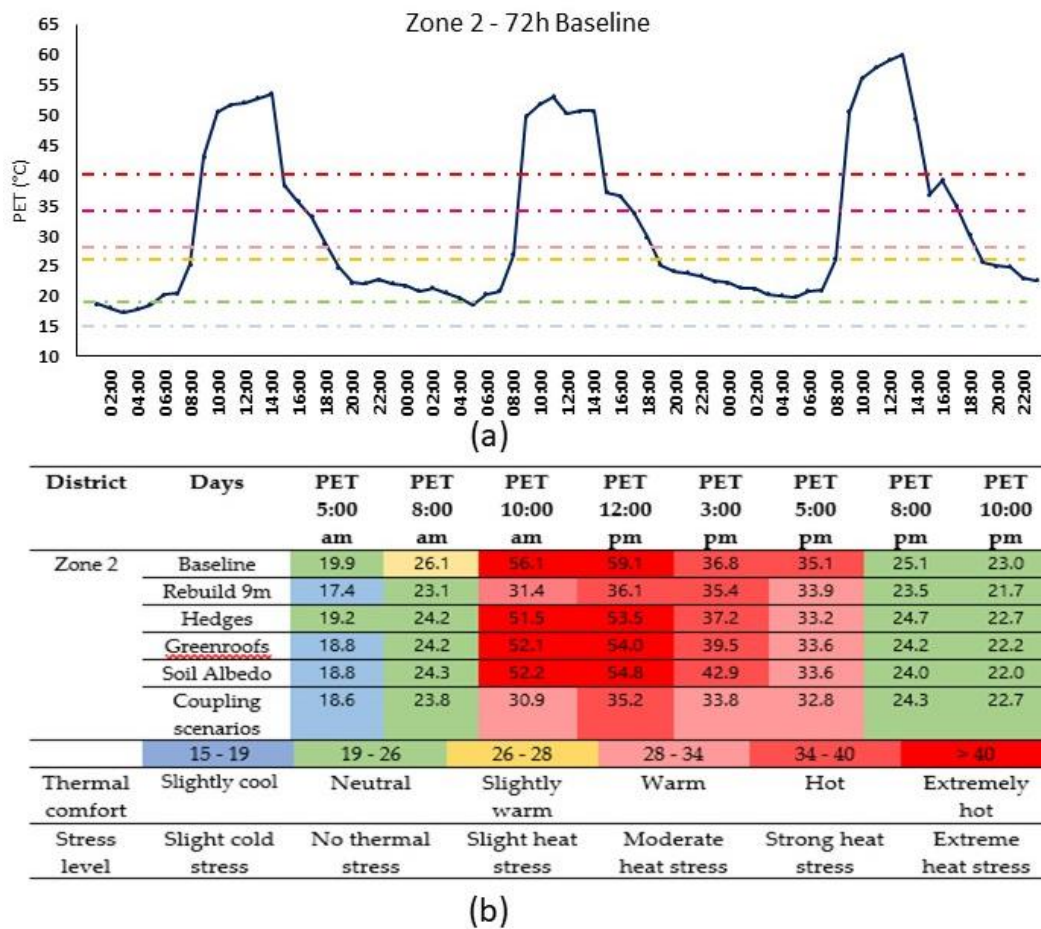 Zone 2 - 72h Baseline
65
60
55
50
45
40
35
30
25
20
15
10
PET (°C)
02:00 04:00 06:00 08:00 10:00 12:00 14:00 16:00 18:00 20:00 22:00 00:00 02:00 04:00 06:00 08:00 10:00 12:00 14:00 16:00 18:00 20:00 22:00 00:00 02:00 04:00 06:00 08:00 10:00 12:00 14:00 16:00 18:00 20:00 22:00
(a)
District Days PET PET PET PET PET PET PET PET
5:00 8:00 10:00 12:00 3:00 5:00 8:00 10:00
am am am pm pm pm pm pm
Zone 2 Baseline 19.9 26.1 56.1 59.1 36.8 35.1 25.1 23.0
Rebuild 9m 17.4 23.1 31.4 36.1 35.4 33.9 23.5 21.7
Hedges 19.2 24.2 51.5 53.5 37.2 33.2 24.7 22.7
Greenroofs 18.8 24.2 52.1 54.0 39.5 33.6 24.2 22.2
Soil Albedo 18.8 24.3 52.2 54.8 42.9 33.6 24.0 22.0
Coupling 18.6 23.8 30.9 35.2 33.8 32.8 24.3 22.7
scenarios
15 - 19 19 - 26 26 - 28 28 - 34 34 - 40 > 40
Thermal Slightly cool Neutral Slightly Warm Hot Extremely
comfort warm hot
Stress Slight cold No thermal Slight heat Moderate Strong heat Extreme
level stress stress stress heat stress stress heat stress
(b)